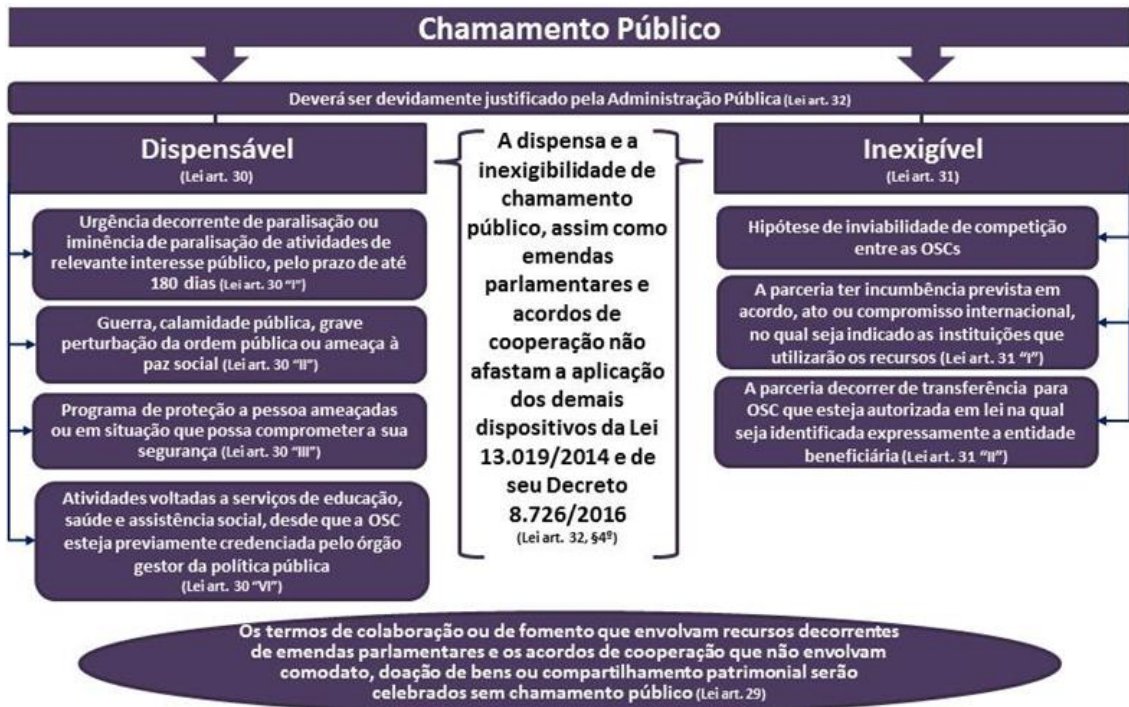 Chamamento Público
Deverá ser devidamente justificado pela Administração Pública (Lei art. 32)
Dispensável
(Lei art. 30)
Urgência decorrente de paralisação ou
iminência de paralisação de atividades de
relevante interesse público, pelo prazo de até
180 dias (Lei art. 30 "I")
Guerra, calamidade pública, grave
perturbação da ordem pública ou ameaça à
paz social (Lei art. 30 "II")
Programa de proteção a pessoa ameaçadas
ou em situação que possa comprometer a sua
segurança (Lei art. 30 "III")
Atividades voltadas a serviços de educação,
saúde e assistência social, desde que a OSC
esteja previamente credenciada pelo órgão
gestor da política pública
(Lei art. 30 "VI")
A dispensa e a
inexigibilidade de
chamamento
público, assim como
emendas
parlamentares e
acordos de
cooperação não
afastam a aplicação
dos demais
dispositivos da Lei
13.019/2014 e de
seu Decreto
8.726/2016
(Lei art. 32, §4º)
Inexigível
(Lei art. 31)
Hipótese de inviabilidade de competição
entre as OSCs
A parceria ter incumbência prevista em
acordo, ato ou compromisso internacional,
no qual seja indicado as instituições que
utilizarão os recursos (Lei art. 31 "I")
A parceria decorrer de transferência para
OSC que esteja autorizada em lei na qual
seja identificada expressamente a entidade
beneficiária (Lei art. 31 "II")
Os termos de colaboração ou de fomento que envolvam recursos decorrentes
de emendas parlamentares e os acordos de cooperação que não envolvam
comodato, doação de bens ou compartilhamento patrimonial serão
celebrados sem chamamento público (Lei art. 29)